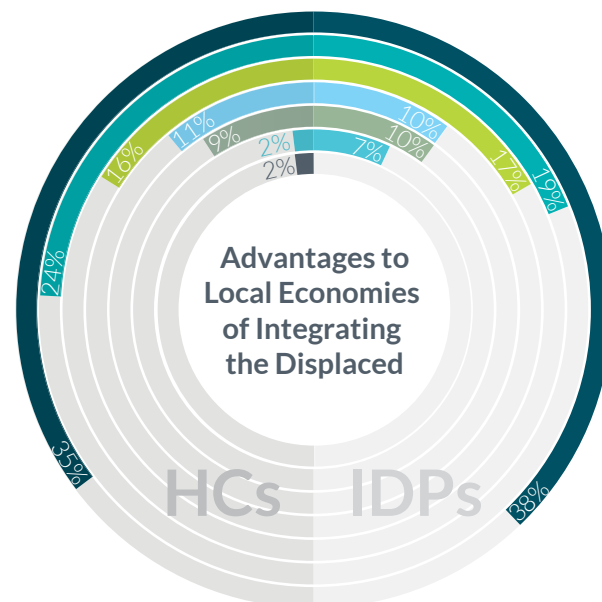 11%
10%
9%
10%
16%
2%
7%
17%
2%
19%
24%
Advantages to
Local Economies
of Integrating
the Displaced
35%
HCs
IDPs
38%